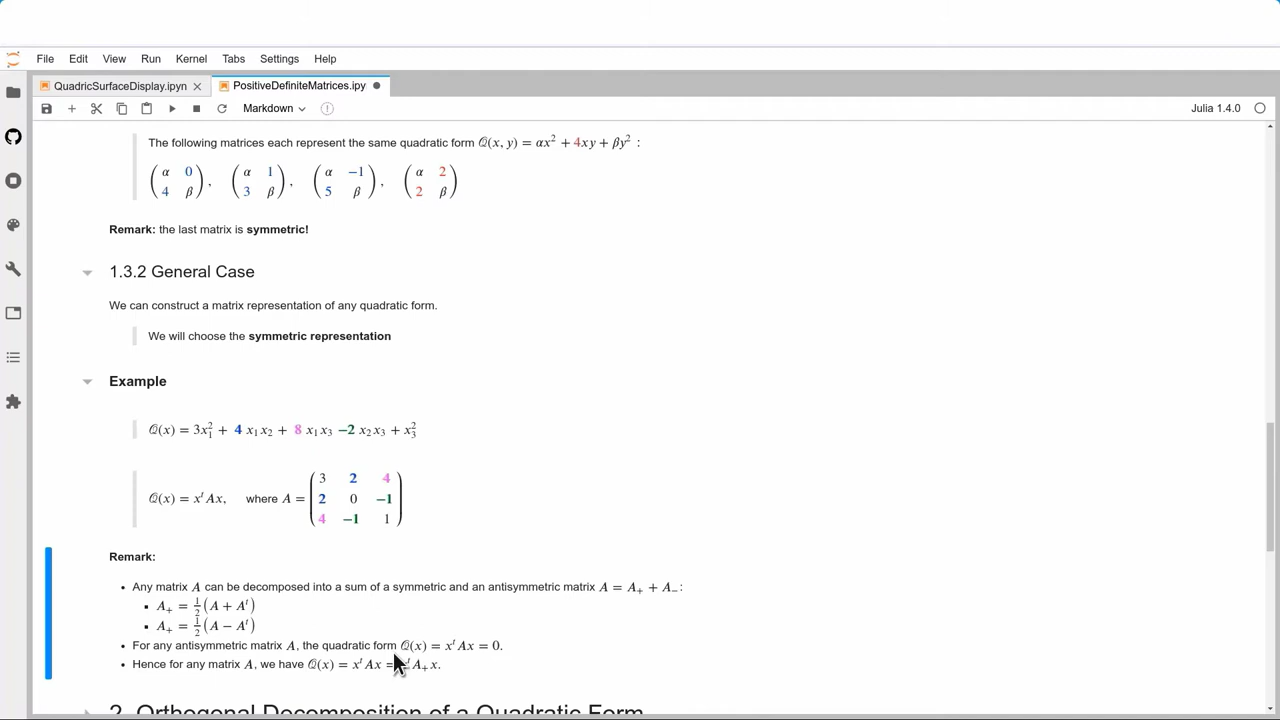 File Edit View Run Kernel Tabs Settings Help
QuadricSurfaceDisplay.ipyn × PositiveDefiniteMatrices.ipy ●
Markdown Julia 1.4.0
The following matrices each represent the same quadratic form 𝒬(x, y) = αx² + 4xy + βy² :
( α 0 ; 4 β ), ( α 1 ; 3 β ), ( α −1 ; 5 β ), ( α 2 ; 2 β )
Remark: the last matrix is symmetric!
1.3.2 General Case
We can construct a matrix representation of any quadratic form.
We will choose the symmetric representation
Example
𝒬(x) = 3x₁² + 4 x₁x₂ + 8 x₁x₃ −2 x₂x₃ + x₃²
𝒬(x) = xᵗAx, where A = ( 3 2 4 ; 2 0 −1 ; 4 −1 1 )
Remark:
• Any matrix A can be decomposed into a sum of a symmetric and an antisymmetric matrix A = A₊ + A₋ :
▪ A₊ = ½(A + Aᵗ)
▪ A₊ = ½(A − Aᵗ)
• For any antisymmetric matrix A, the quadratic form 𝒬(x) = xᵗAx = 0.
• Hence for any matrix A, we have 𝒬(x) = xᵗAx = ᵗA₊x.
2. Orthogonal Decomposition of a Quadratic Form